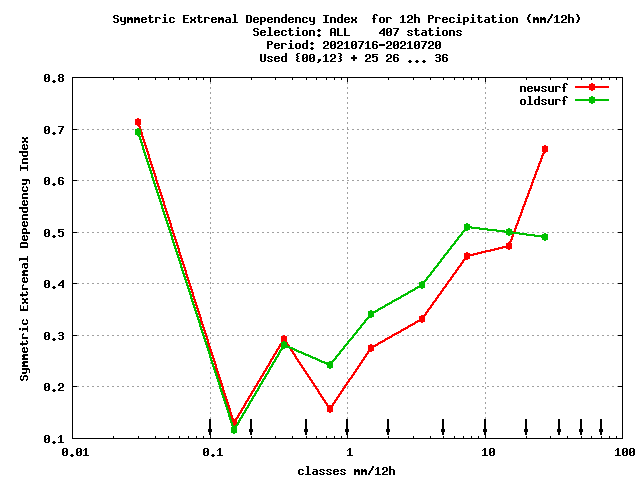 Symmetric Extremal Dependency Index  for 12h Precipitation (mm/12h)
Selection: ALL    407 stations
Period: 20210716-20210720
Used {00,12} + 25 26 ... 36
newsurf
oldsurf
Symmetric Extremal Dependency Index
0.8
0.7
0.6
0.5
0.4
0.3
0.2
0.1
0.01 0.1 1 10 100
classes mm/12h